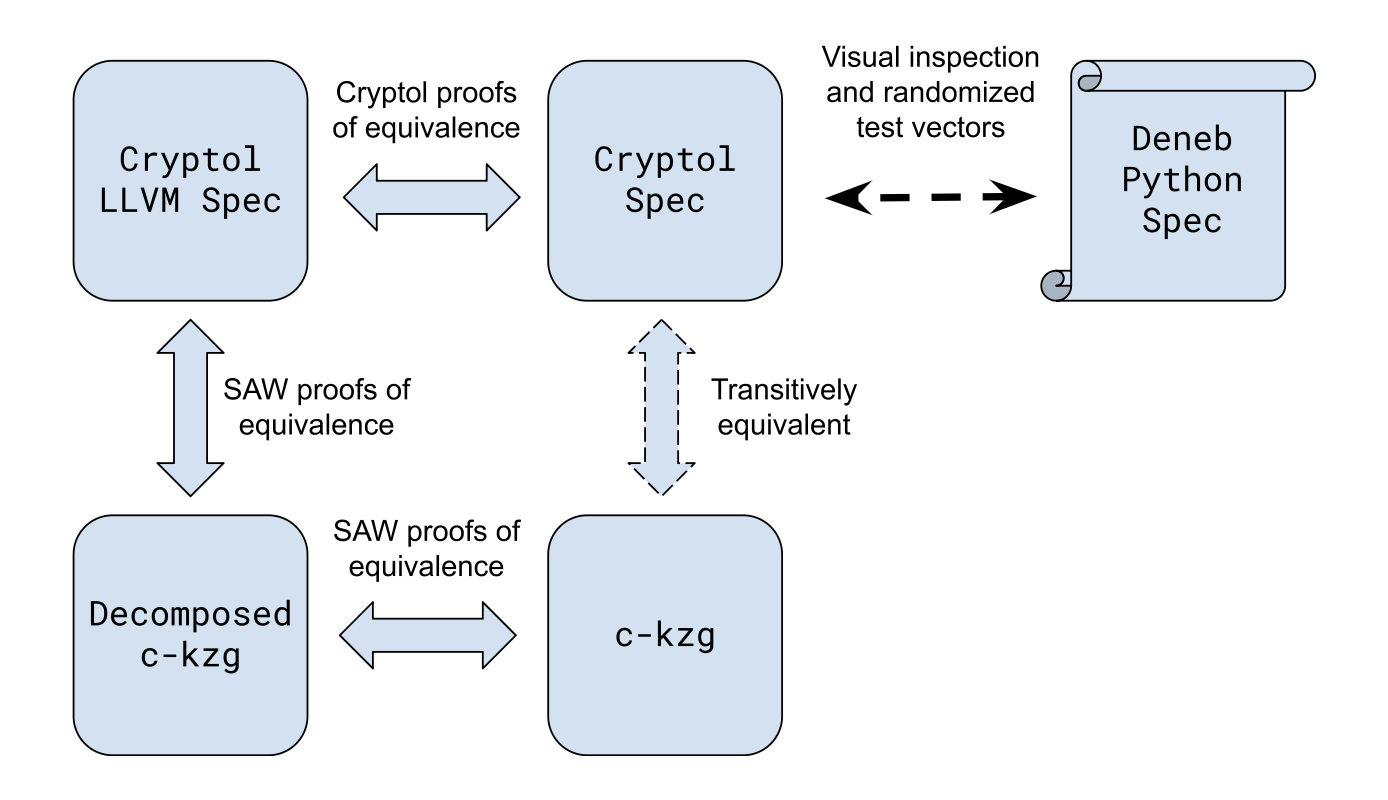 Cryptol
LLVM Spec
Cryptol proofs
of equivalence
Cryptol
Spec
Visual inspection
and randomized
test vectors
Deneb
Python
Spec
SAW proofs of
equivalence
Transitively
equivalent
Decomposed
c-kzg
SAW proofs of
equivalence
c-kzg